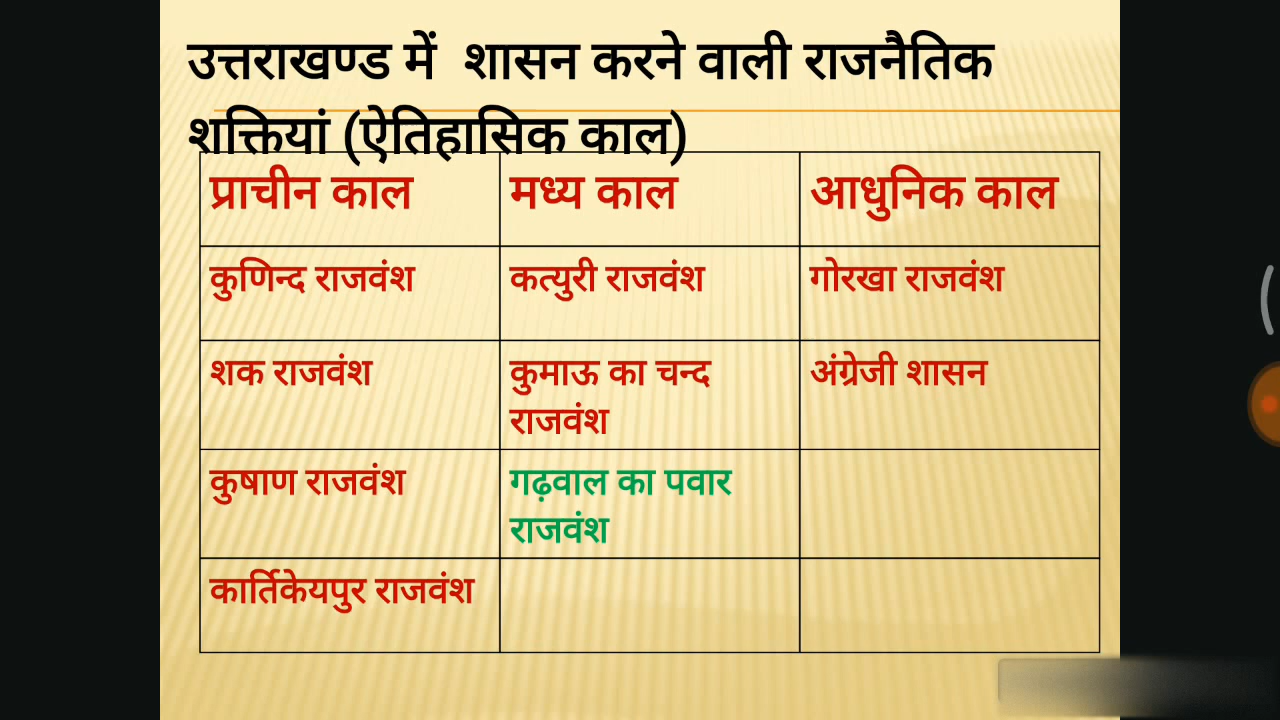 उत्तराखण्ड में शासन करने वाली राजनैतिक
शक्तियां (ऐतिहासिक काल)
प्राचीन काल मध्य काल आधुनिक काल
कुणिन्द राजवंश कत्युरी राजवंश गोरखा राजवंश
शक राजवंश कुमाऊ का चन्द अंग्रेजी शासन
राजवंश
कुषाण राजवंश गढ़वाल का पवार
राजवंश
कार्तिकेयपुर राजवंश